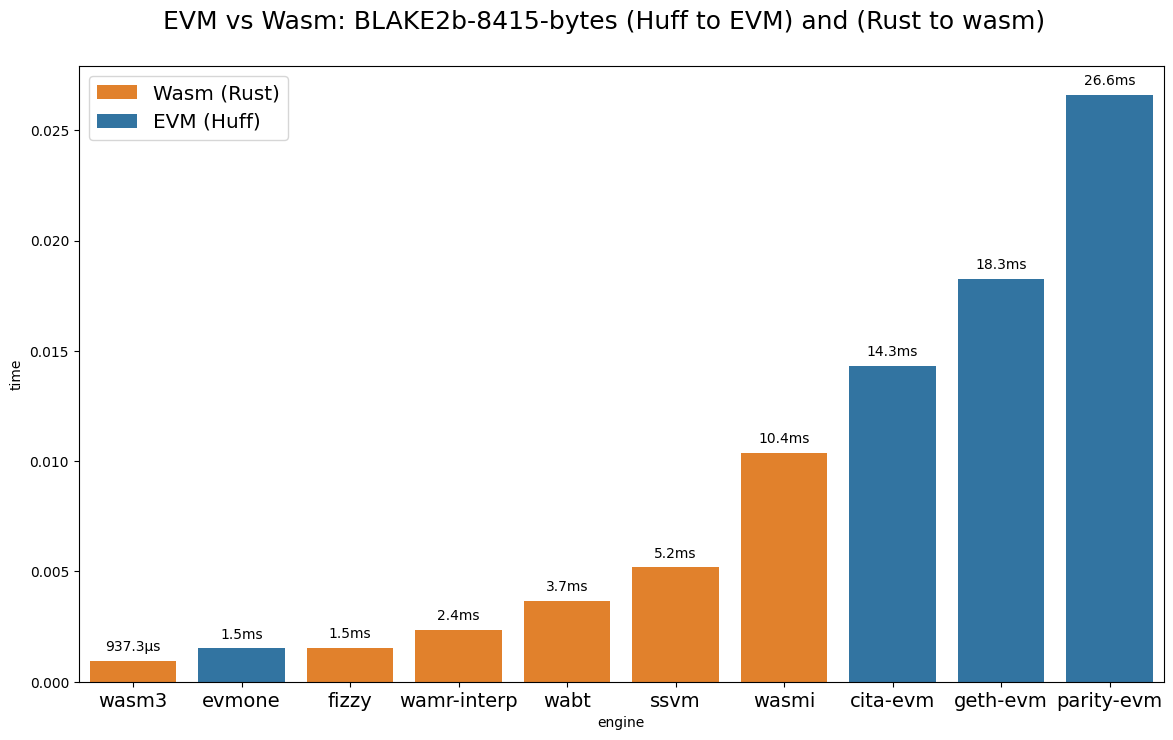 EVM vs Wasm: BLAKE2b-8415-bytes (Huff to EVM) and (Rust to wasm)
Wasm (Rust)
EVM (Huff)
26.6ms
18.3ms
14.3ms
10.4ms
5.2ms
3.7ms
2.4ms
1.5ms
1.5ms
937.3µs
0.025
0.020
0.015
0.010
0.005
0.000
time
wasm3 evmone fizzy wamr-interp wabt ssvm wasmi cita-evm geth-evm parity-evm
engine